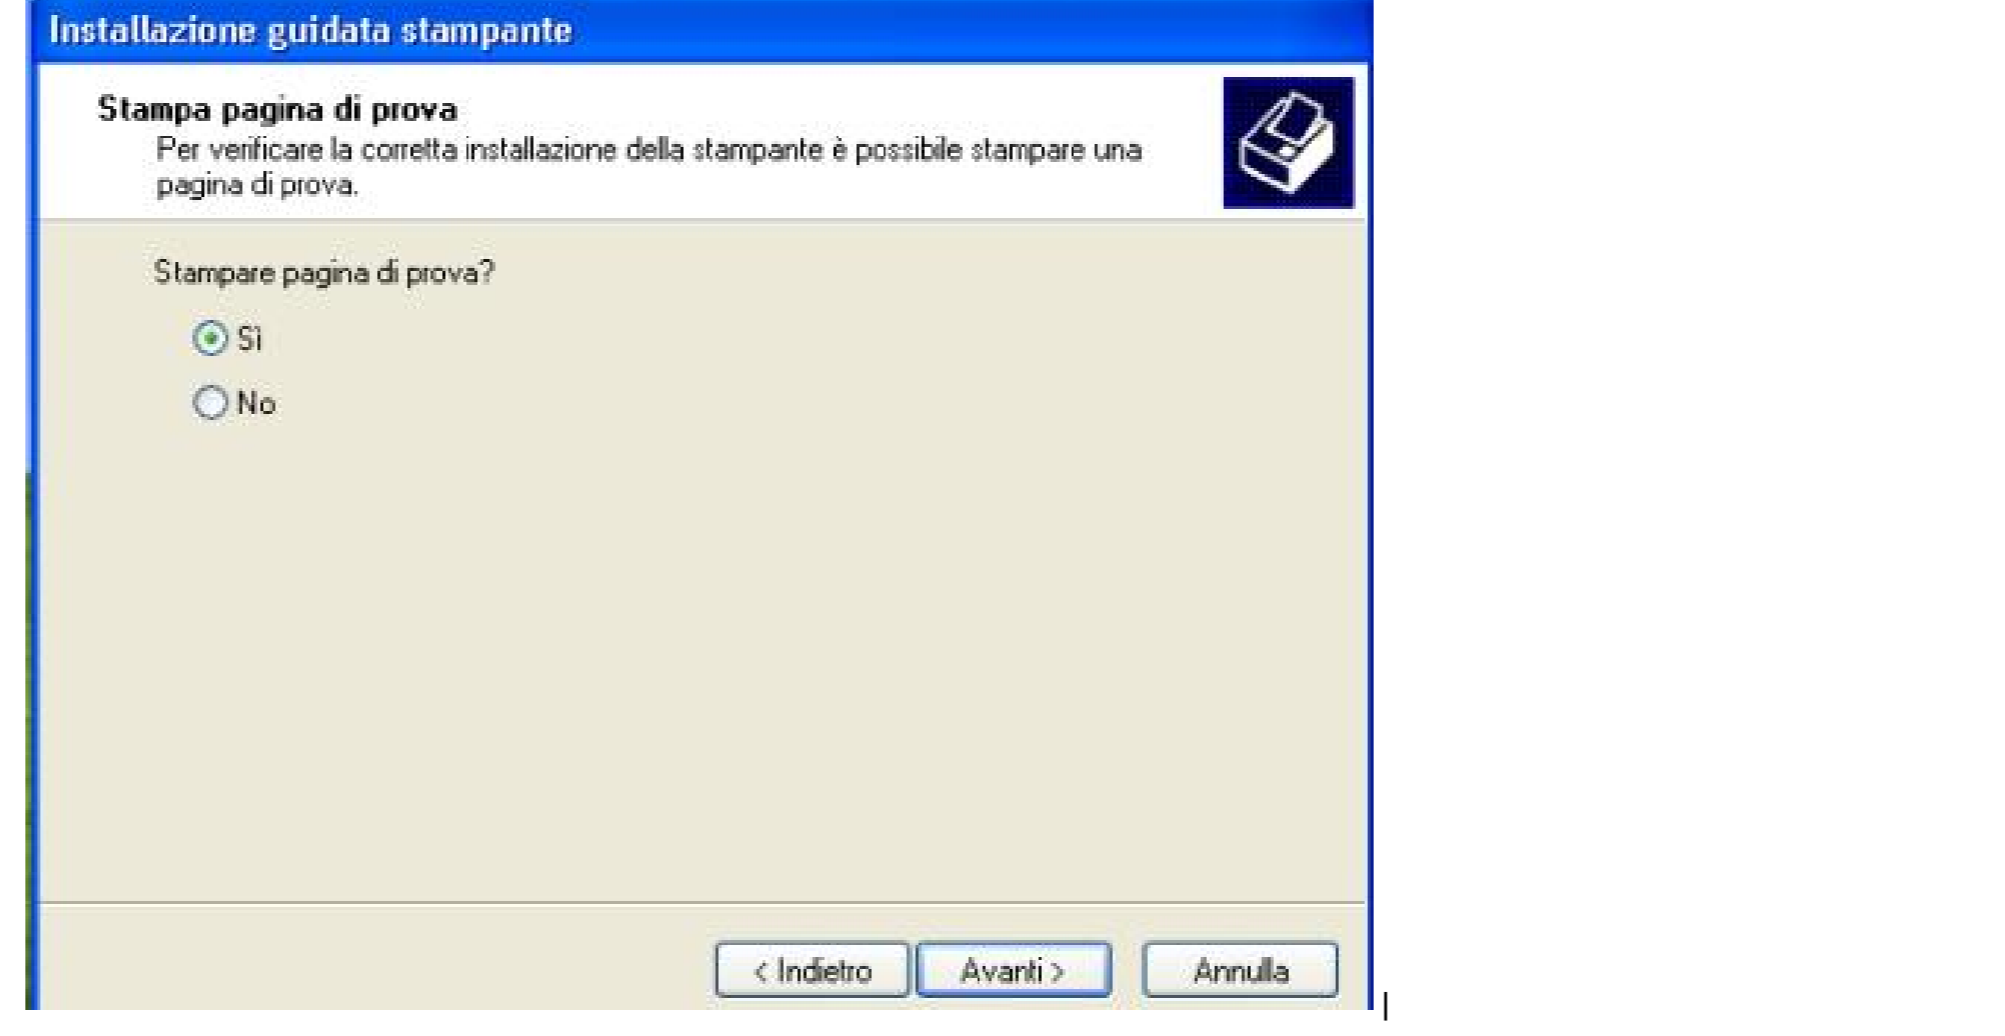 Installazione guidata stampante
Stampa pagina di prova
Per verificare la corretta installazione della stampante è possibile stampare una
pagina di prova.
Stampare pagina di prova?
Sì
No
< Indietro
Avanti >
Annulla